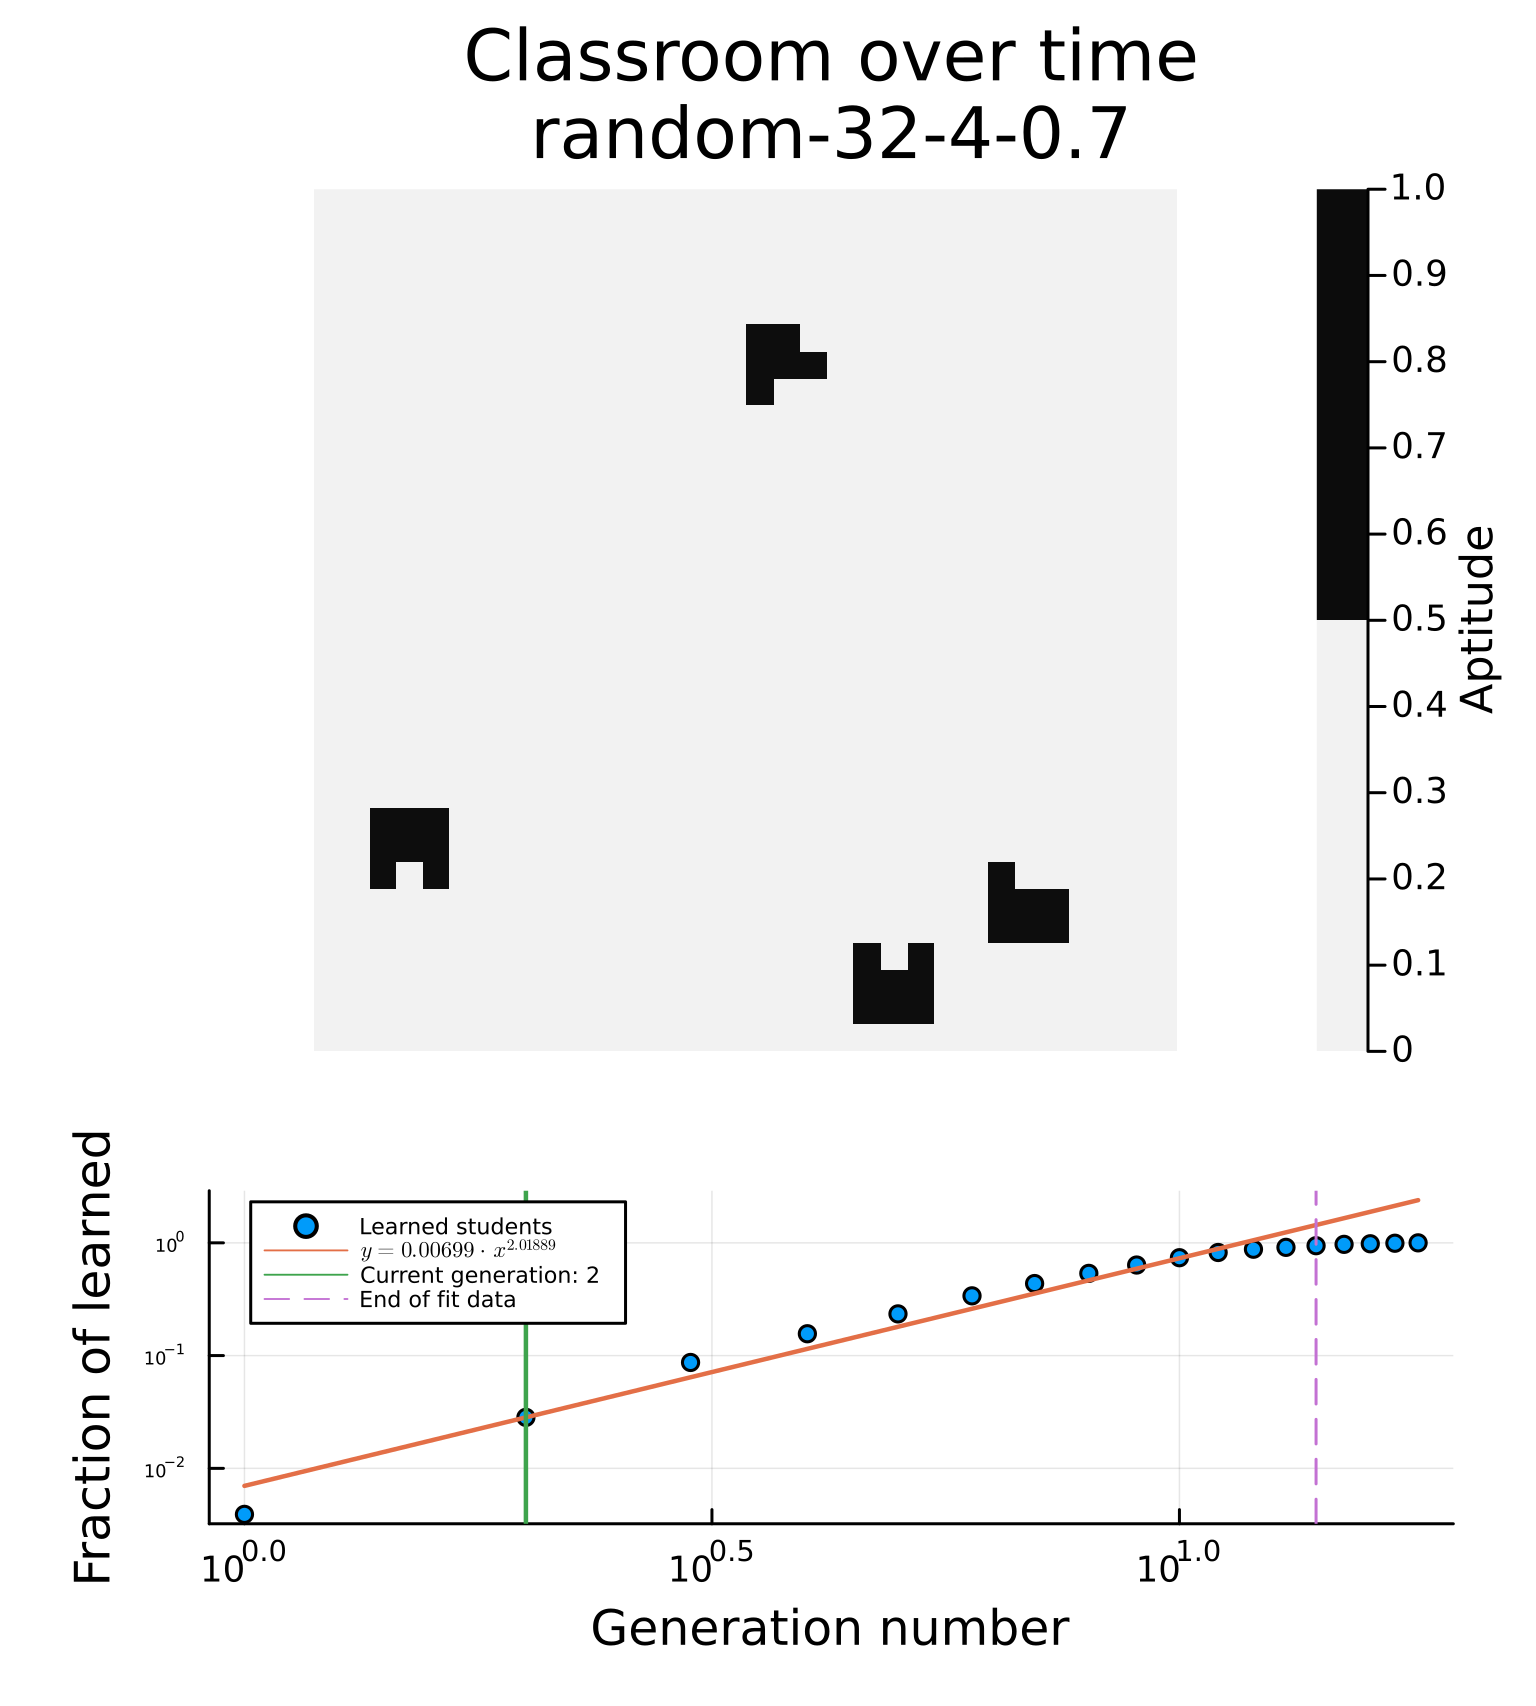 Classroom over time
random-32-4-0.7
1.0
0.9
0.8
0.7
0.6
0.5
0.4
0.3
0.2
0.1
0
Aptitude
Fraction of learned
10^0
10^-1
10^-2
Learned students
y = 0.00699 · x^2.01889
Current generation: 2
End of fit data
10^0.0
10^0.5
10^1.0
Generation number